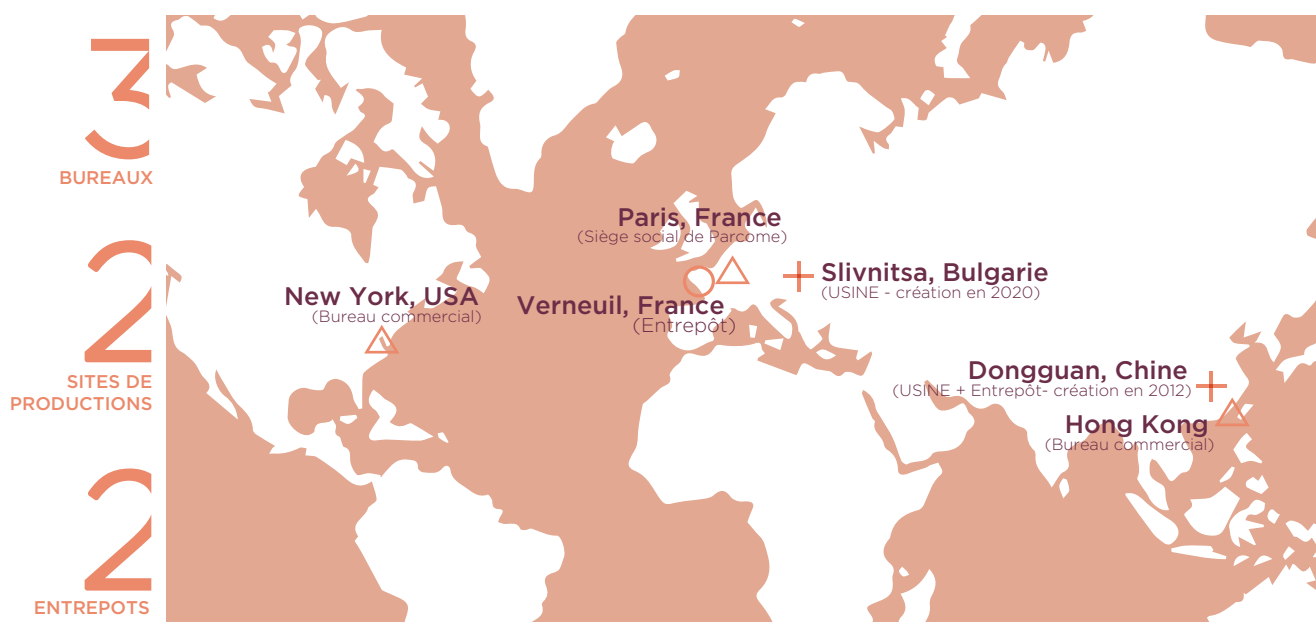 3
BUREAUX
2
SITES DE
PRODUCTIONS
2
ENTREPOTS
Paris, France
(Siège social de Parcome)
Slivnitsa, Bulgarie
(USINE - création en 2020)
New York, USA
(Bureau commercial)
Verneuil, France
(Entrepôt)
Dongguan, Chine
(USINE + Entrepôt- création en 2012)
Hong Kong
(Bureau commercial)